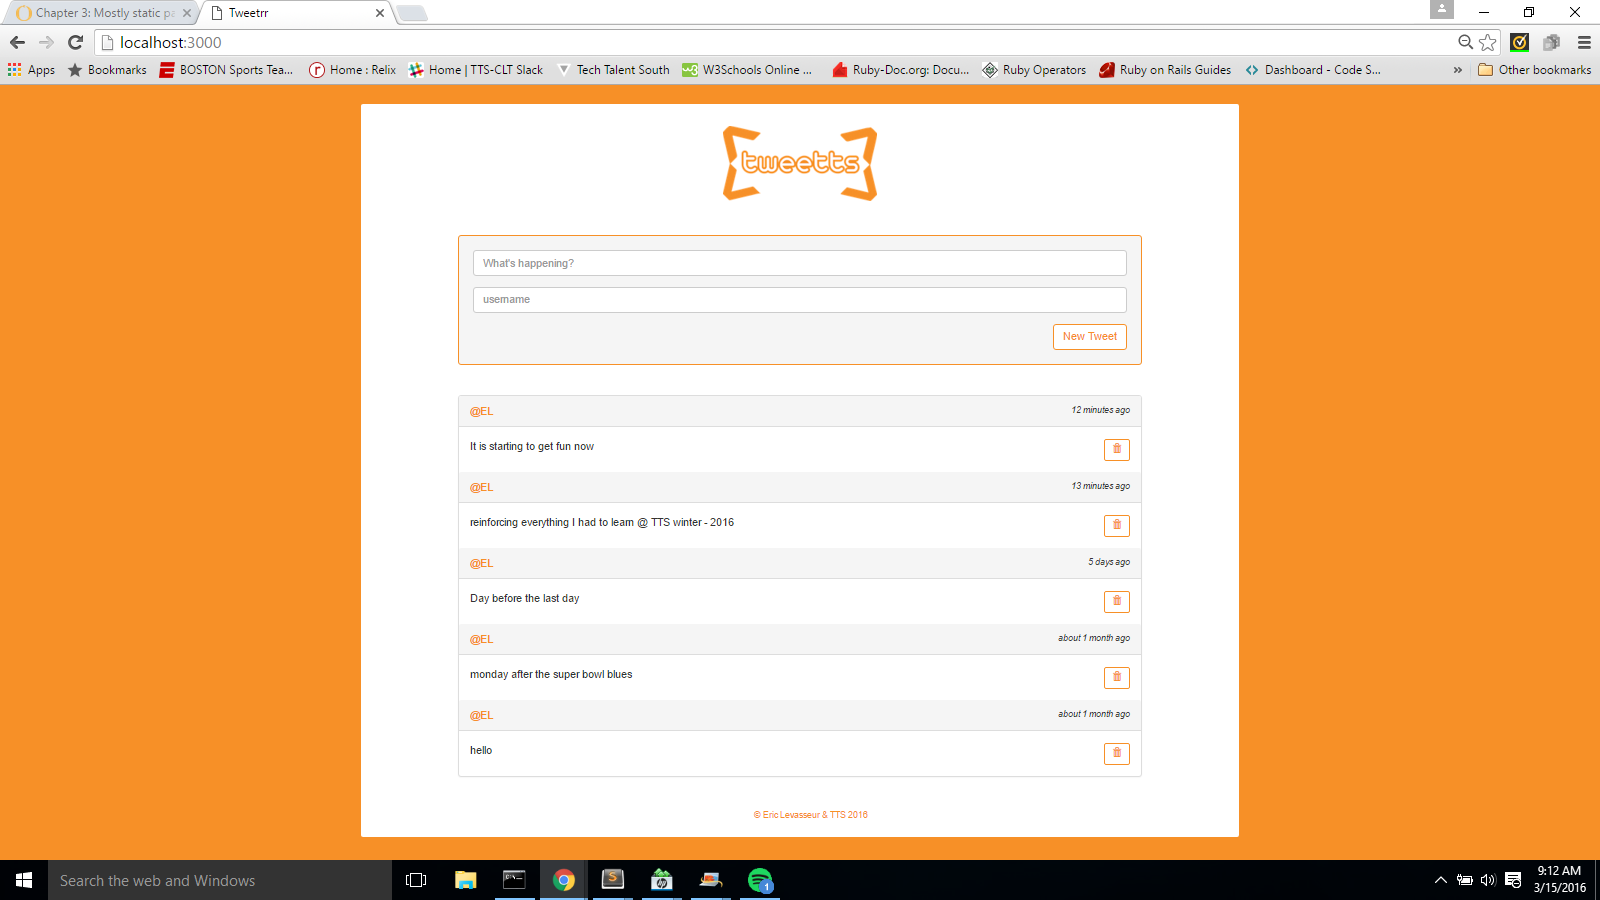 Chapter 3: Mostly static pa
Tweetrr
localhost:3000
Apps
Bookmarks
BOSTON Sports Tea...
Home : Relix
Home | TTS-CLT Slack
Tech Talent South
W3Schools Online ...
Ruby-Doc.org: Docu...
Ruby Operators
Ruby on Rails Guides
Dashboard - Code S...
»
Other bookmarks
tweetts
What's happening?
username
New Tweet
@EL
12 minutes ago
It is starting to get fun now
@EL
13 minutes ago
reinforcing everything I had to learn @ TTS winter - 2016
@EL
5 days ago
Day before the last day
@EL
about 1 month ago
monday after the super bowl blues
@EL
about 1 month ago
hello
© Eric Levasseur & TTS 2016
Search the web and Windows
1
9:12 AM
3/15/2016